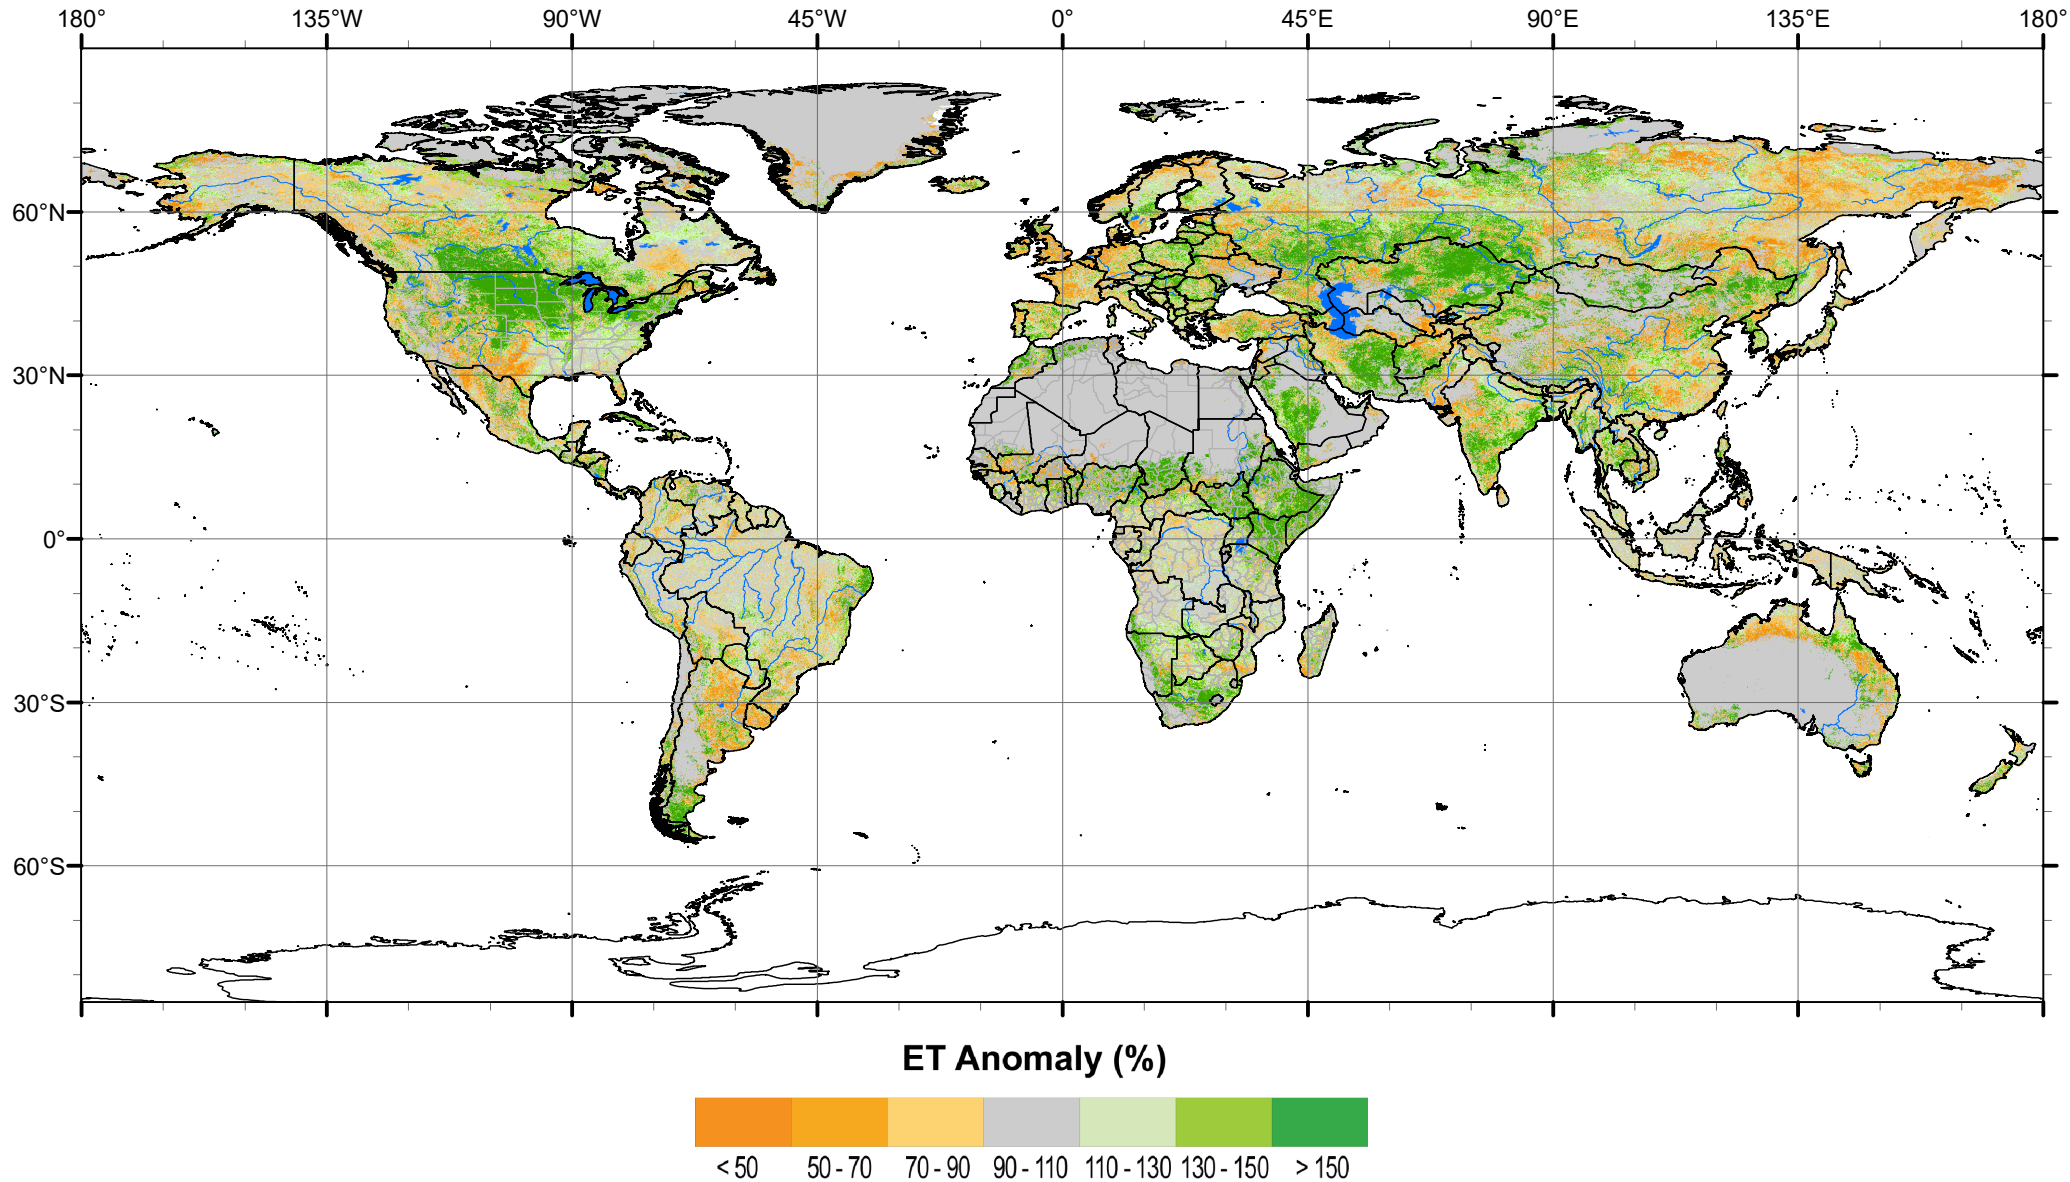 180° 135°W 90°W 45°W 0° 45°E 90°E 135°E 180°
60°N
30°N
0°
30°S
60°S
ET Anomaly (%)
< 50 50 - 70 70 - 90 90 - 110 110 - 130 130 - 150 > 150